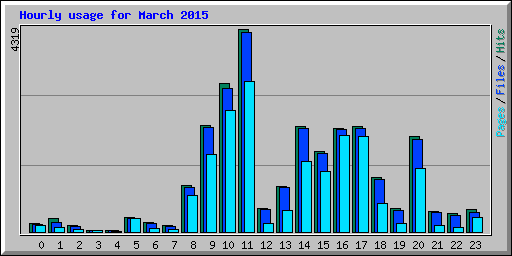 Hourly usage for March 2015
4319
Pages/Files/Hits
0 1 2 3 4 5 6 7 8 9 10 11 12 13 14 15 16 17 18 19 20 21 22 23